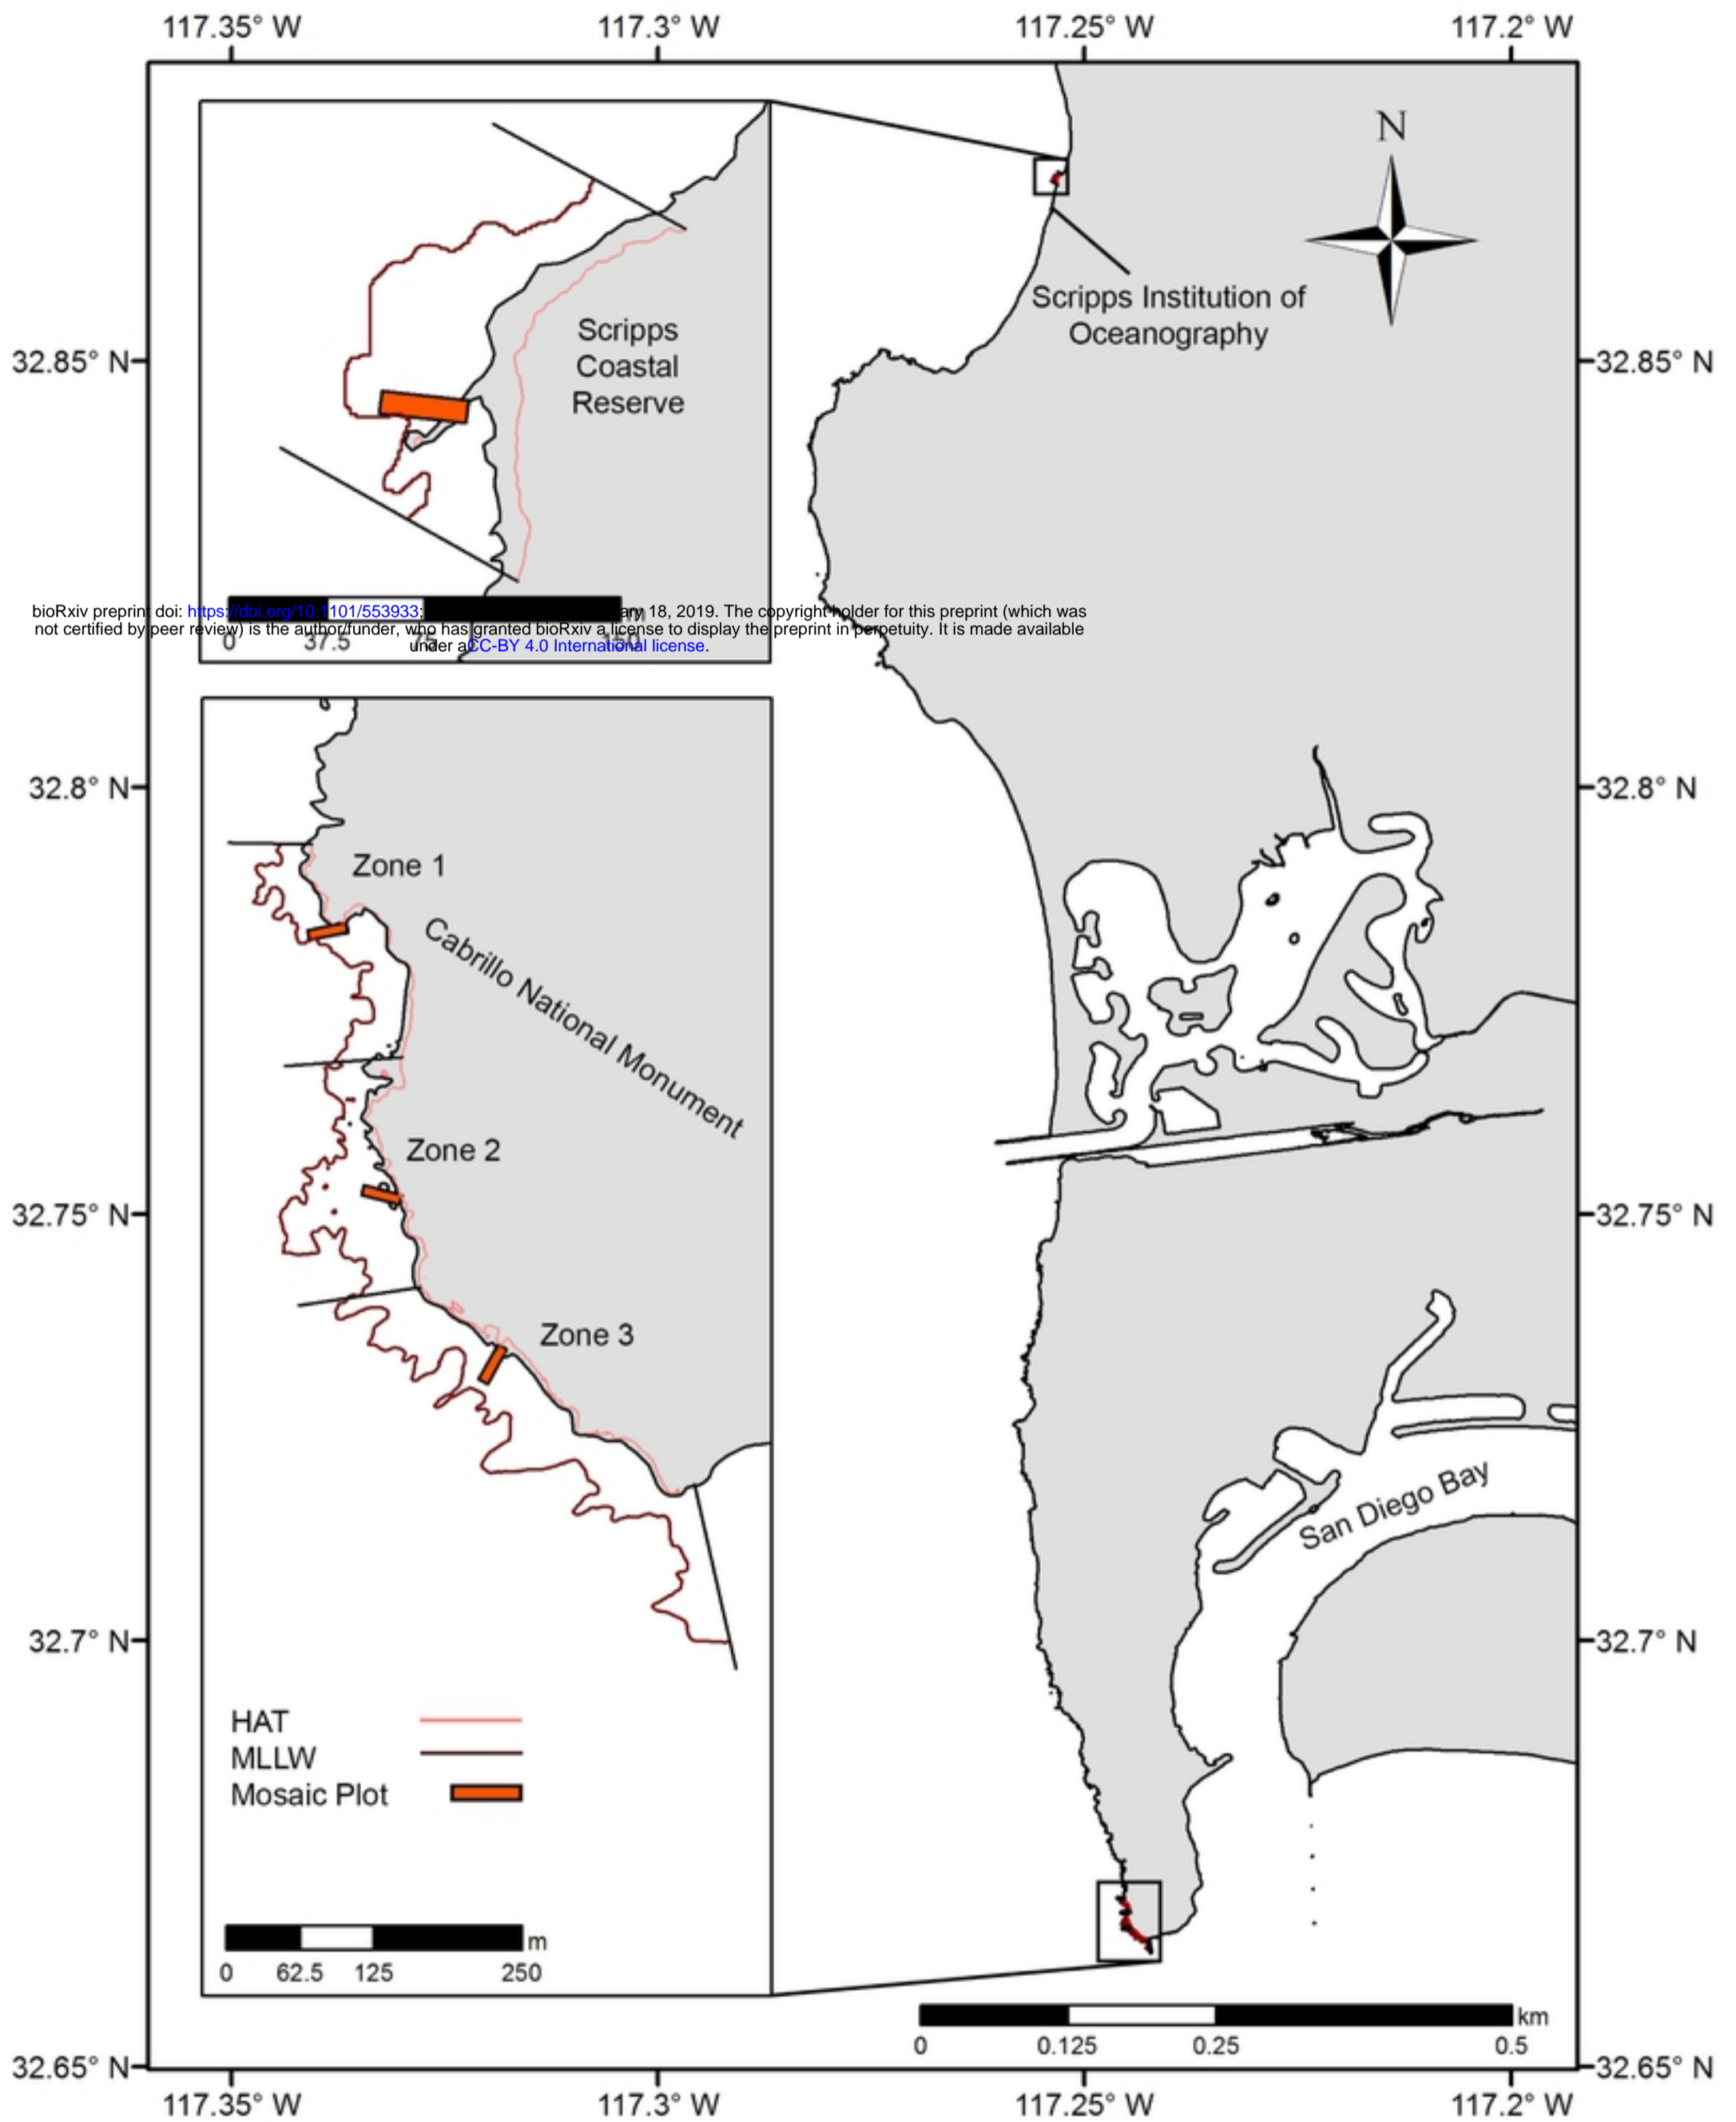 117.35° W 117.3° W 117.25° W 117.2° W
N
Scripps Institution of
Oceanography
Scripps
Coastal
Reserve
32.85° N 32.85° N
bioRxiv preprint doi: https://doi.org/10.1101/553933; ary 18, 2019. The copyright holder for this preprint (which was
not certified by peer review) is the author/funder, who has granted bioRxiv a license to display the preprint in perpetuity. It is made available
under aCC-BY 4.0 International license.
0 37.5 75 150
32.8° N 32.8° N
Zone 1
Cabrillo National Monument
Zone 2
32.75° N 32.75° N
Zone 3
San Diego Bay
32.7° N 32.7° N
HAT
MLLW
Mosaic Plot
m
0 62.5 125 250
km
0 0.125 0.25 0.5
32.65° N 32.65° N
117.35° W 117.3° W 117.25° W 117.2° W